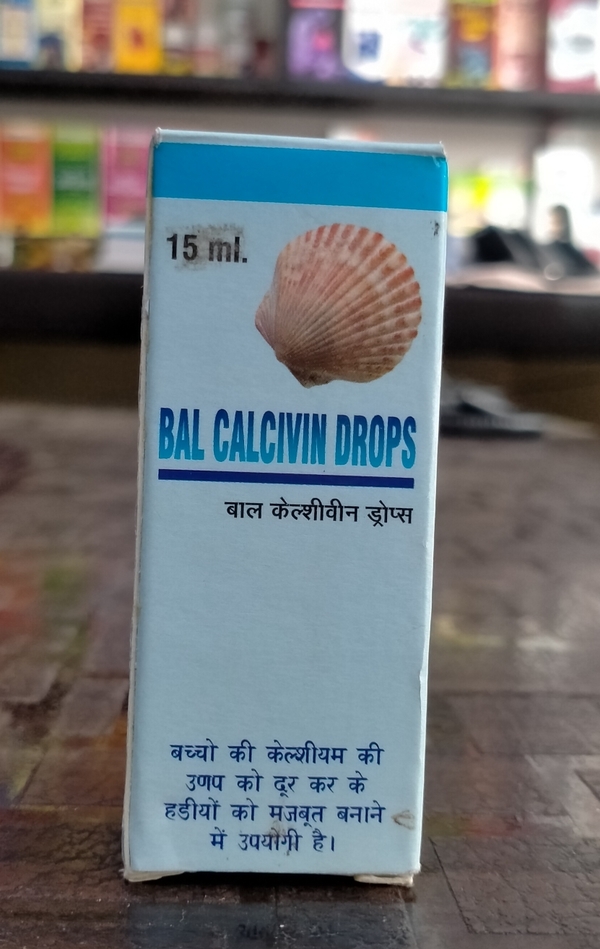 15 ml.
BAL CALCIVIN DROPS
बाल केल्शीवीन ड्रोप्स
बच्चो की केल्शीयम की
उणप को दूर कर के
हडीयों को मजबूत बनाने
में उपयोगी है।